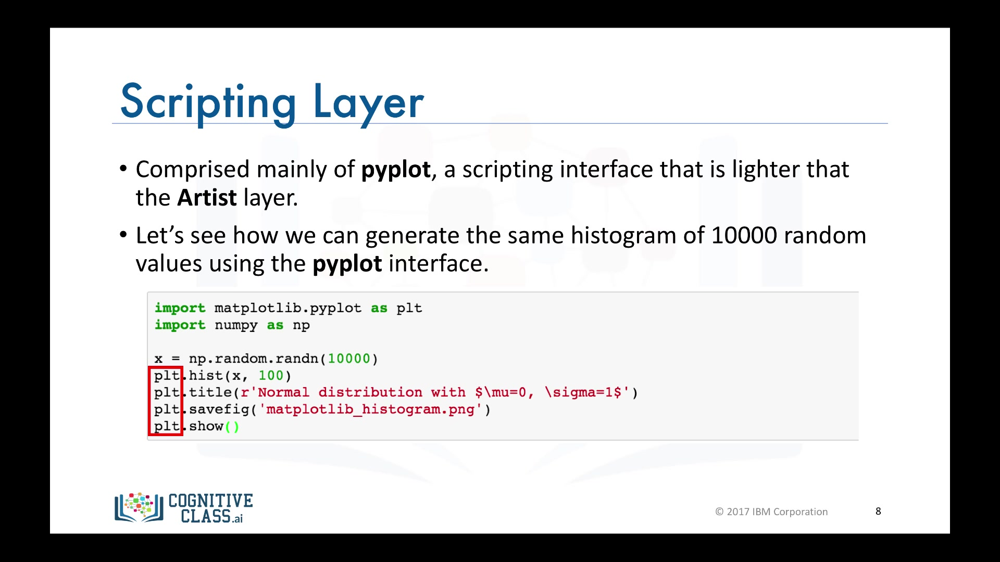 Scripting Layer
• Comprised mainly of pyplot, a scripting interface that is lighter that
the Artist layer.
• Let’s see how we can generate the same histogram of 10000 random
values using the pyplot interface.
import matplotlib.pyplot as plt
import numpy as np
x = np.random.randn(10000)
plt.hist(x, 100)
plt.title(r'Normal distribution with $\mu=0, \sigma=1$')
plt.savefig('matplotlib_histogram.png')
plt.show()
COGNITIVE
CLASS.ai
© 2017 IBM Corporation 8